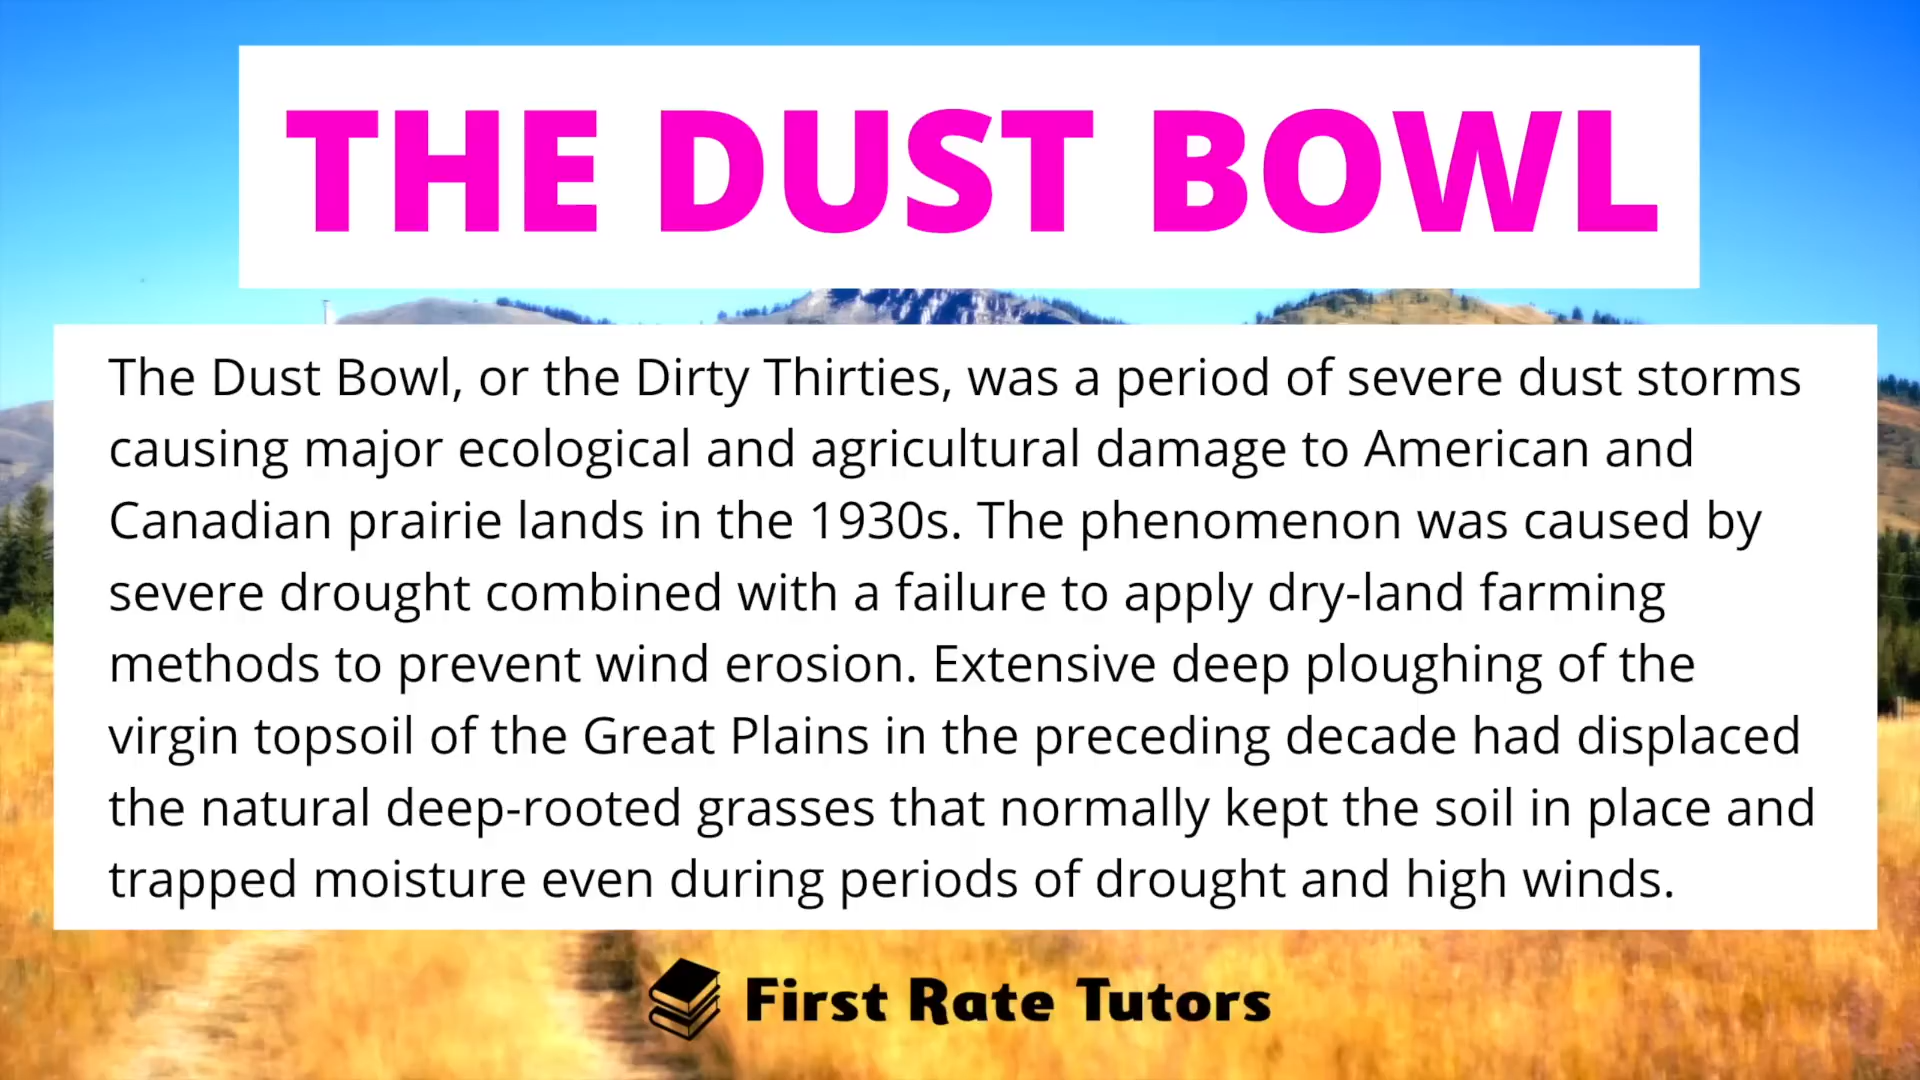 THE DUST BOWL
The Dust Bowl, or the Dirty Thirties, was a period of severe dust storms
causing major ecological and agricultural damage to American and
Canadian prairie lands in the 1930s. The phenomenon was caused by
severe drought combined with a failure to apply dry-land farming
methods to prevent wind erosion. Extensive deep ploughing of the
virgin topsoil of the Great Plains in the preceding decade had displaced
the natural deep-rooted grasses that normally kept the soil in place and
trapped moisture even during periods of drought and high winds.
First Rate Tutors